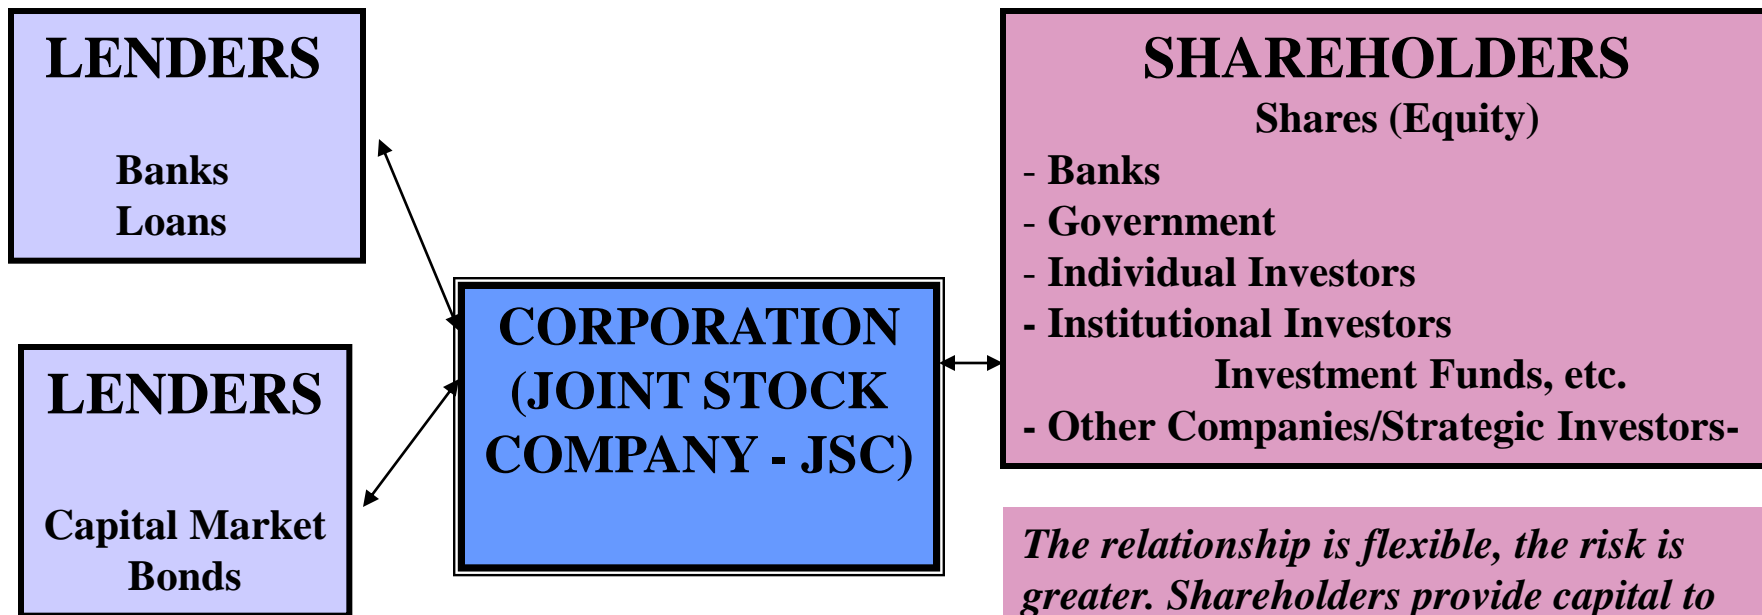 LENDERS
Banks
Loans
LENDERS
Capital Market
Bonds
CORPORATION
(JOINT STOCK
COMPANY - JSC)
SHAREHOLDERS
Shares (Equity)
- Banks
- Government
- Individual Investors
- Institutional Investors
Investment Funds, etc.
- Other Companies/Strategic Investors-
The relationship is flexible, the risk is
greater. Shareholders provide capital to